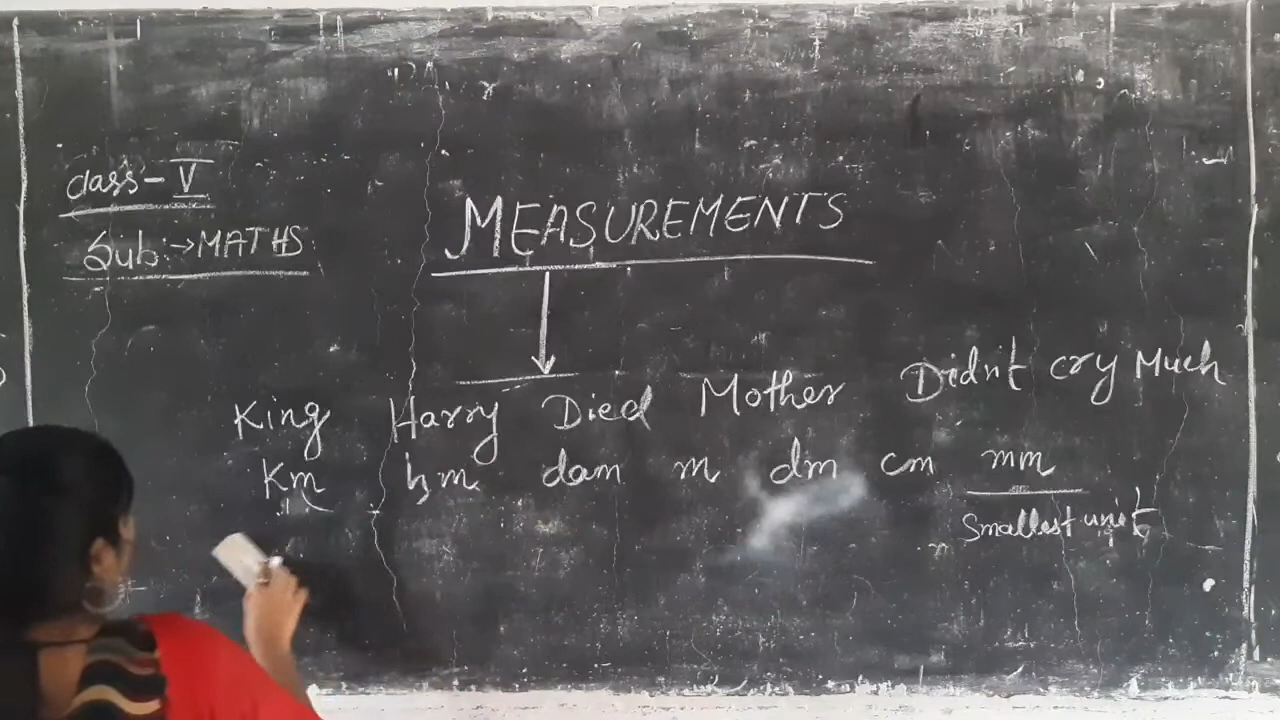 class - V
Sub :→ MATHS
MEASUREMENTS
King Harry Died Mother Didn't cry Much
Km hm dam m dm cm mm
Smallest unit